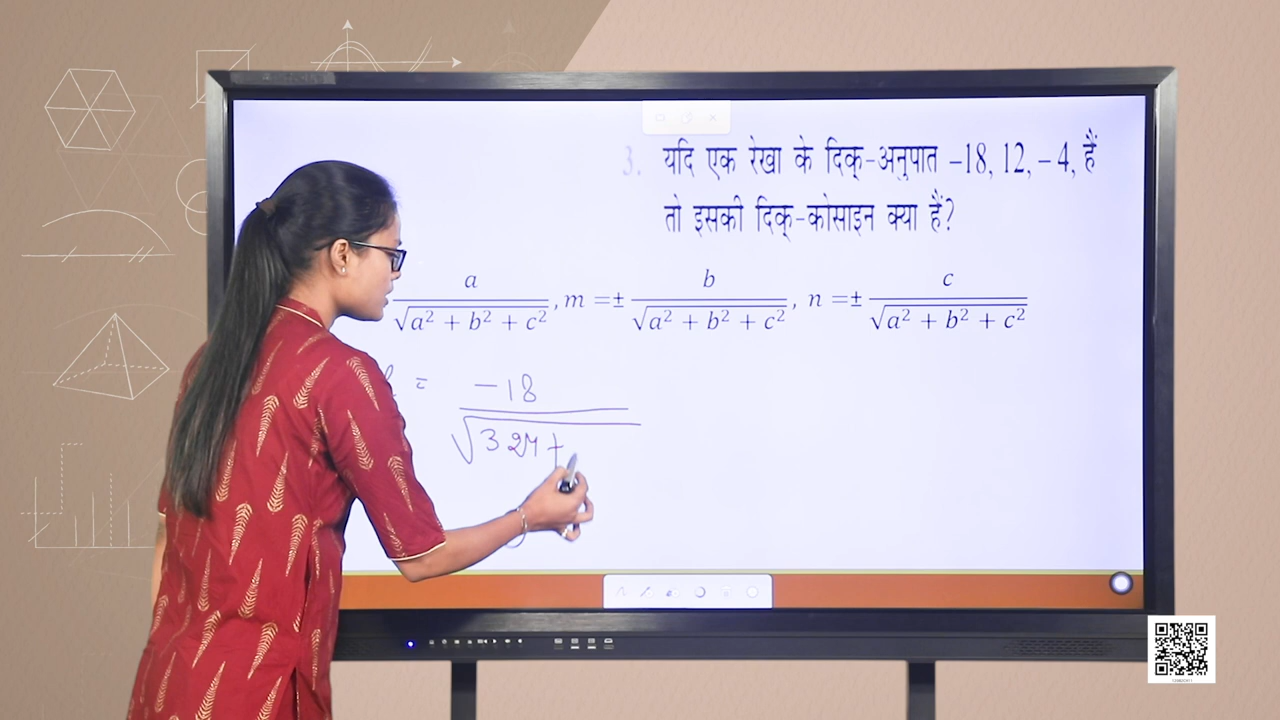 3. यदि एक रेखा के दिक्-अनुपात –18, 12, – 4, हैं
तो इसकी दिक्-कोसाइन क्या हैं?
a/√(a² + b² + c²), m =± b/√(a² + b² + c²), n =± c/√(a² + b² + c²)
= –18
√324 +